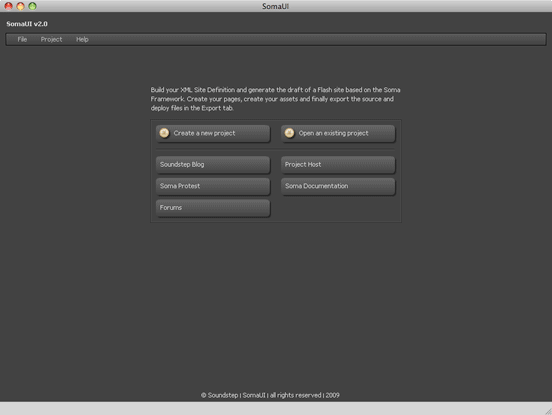 SomaUI
SomaUI v2.0
File Project Help
Build your XML Site Definition and generate the draft of a Flash site based on the Soma
Framework. Create your pages, create your assets and finally export the source and
deploy files in the Export tab.
Create a new project Open an existing project
Soundstep Blog Project Host
Soma Protest Soma Documentation
Forums
© Soundstep | SomaUI | all rights reserved | 2009